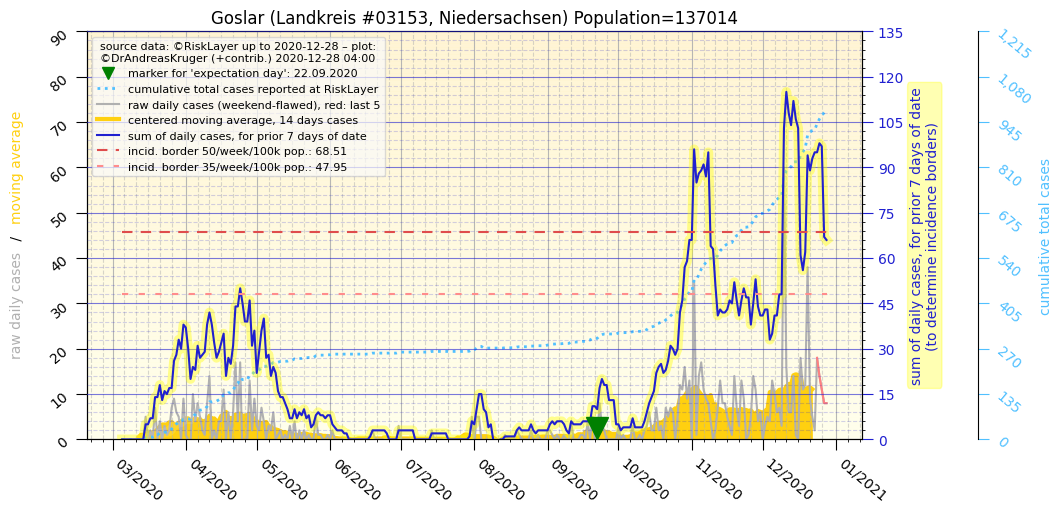 Goslar (Landkreis #03153, Niedersachsen) Population=137014
source data: ©RiskLayer up to 2020-12-28 – plot:
©DrAndreasKruger (+contrib.) 2020-12-28 04:00
marker for 'expectation day': 22.09.2020
cumulative total cases reported at RiskLayer
raw daily cases (weekend-flawed), red: last 5
centered moving average, 14 days cases
sum of daily cases, for prior 7 days of date
incid. border 50/week/100k pop.: 68.51
incid. border 35/week/100k pop.: 47.95
raw daily cases / moving average
90
80
70
60
50
40
30
20
10
0
03/2020
04/2020
05/2020
06/2020
07/2020
08/2020
09/2020
10/2020
11/2020
12/2020
01/2021
135
120
105
90
75
60
45
30
15
0
sum of daily cases, for prior 7 days of date
(to determine incidence borders)
1,215
1,080
945
810
675
540
405
270
135
0
cumulative total cases